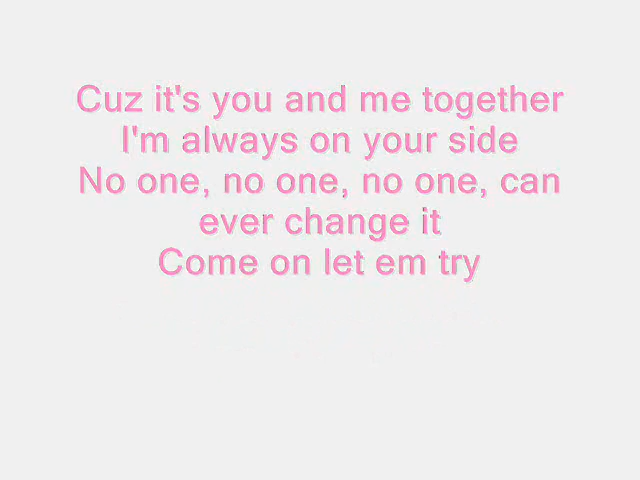 Cuz it's you and me together
I'm always on your side
No one, no one, no one, can
ever change it
Come on let em try